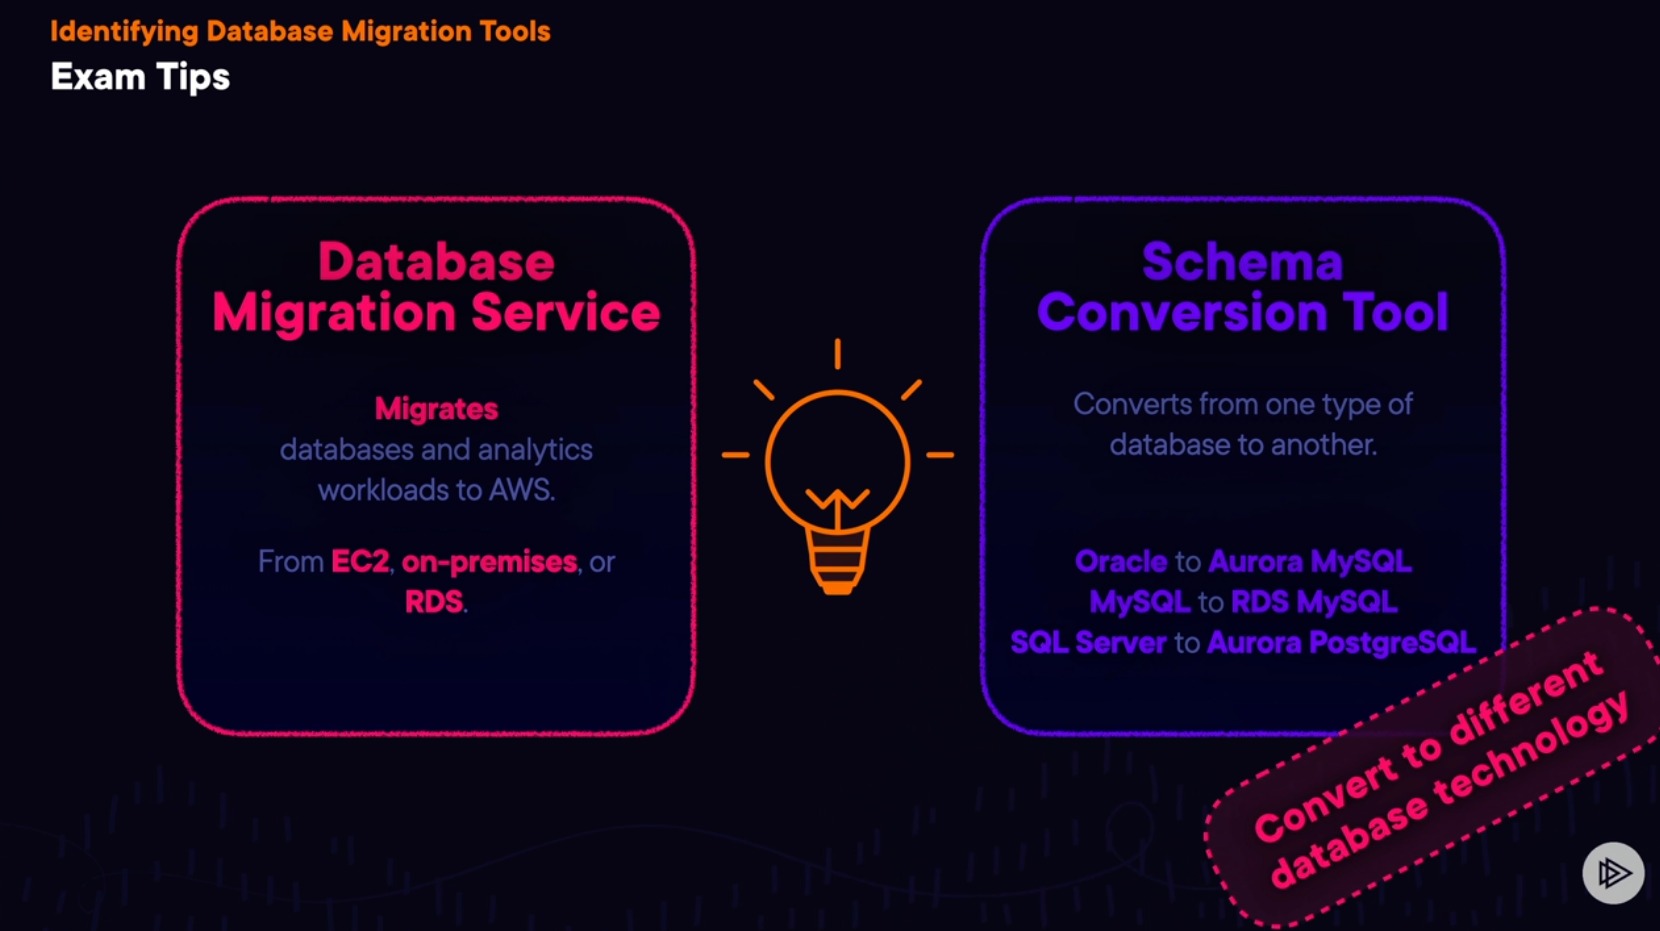 Identifying Database Migration Tools
Exam Tips
Database
Migration Service
Migrates
databases and analytics
workloads to AWS.
From EC2, on-premises, or
RDS.
Schema
Conversion Tool
Converts from one type of
database to another.
Oracle to Aurora MySQL
MySQL to RDS MySQL
SQL Server to Aurora PostgreSQL
Convert to different
database technology